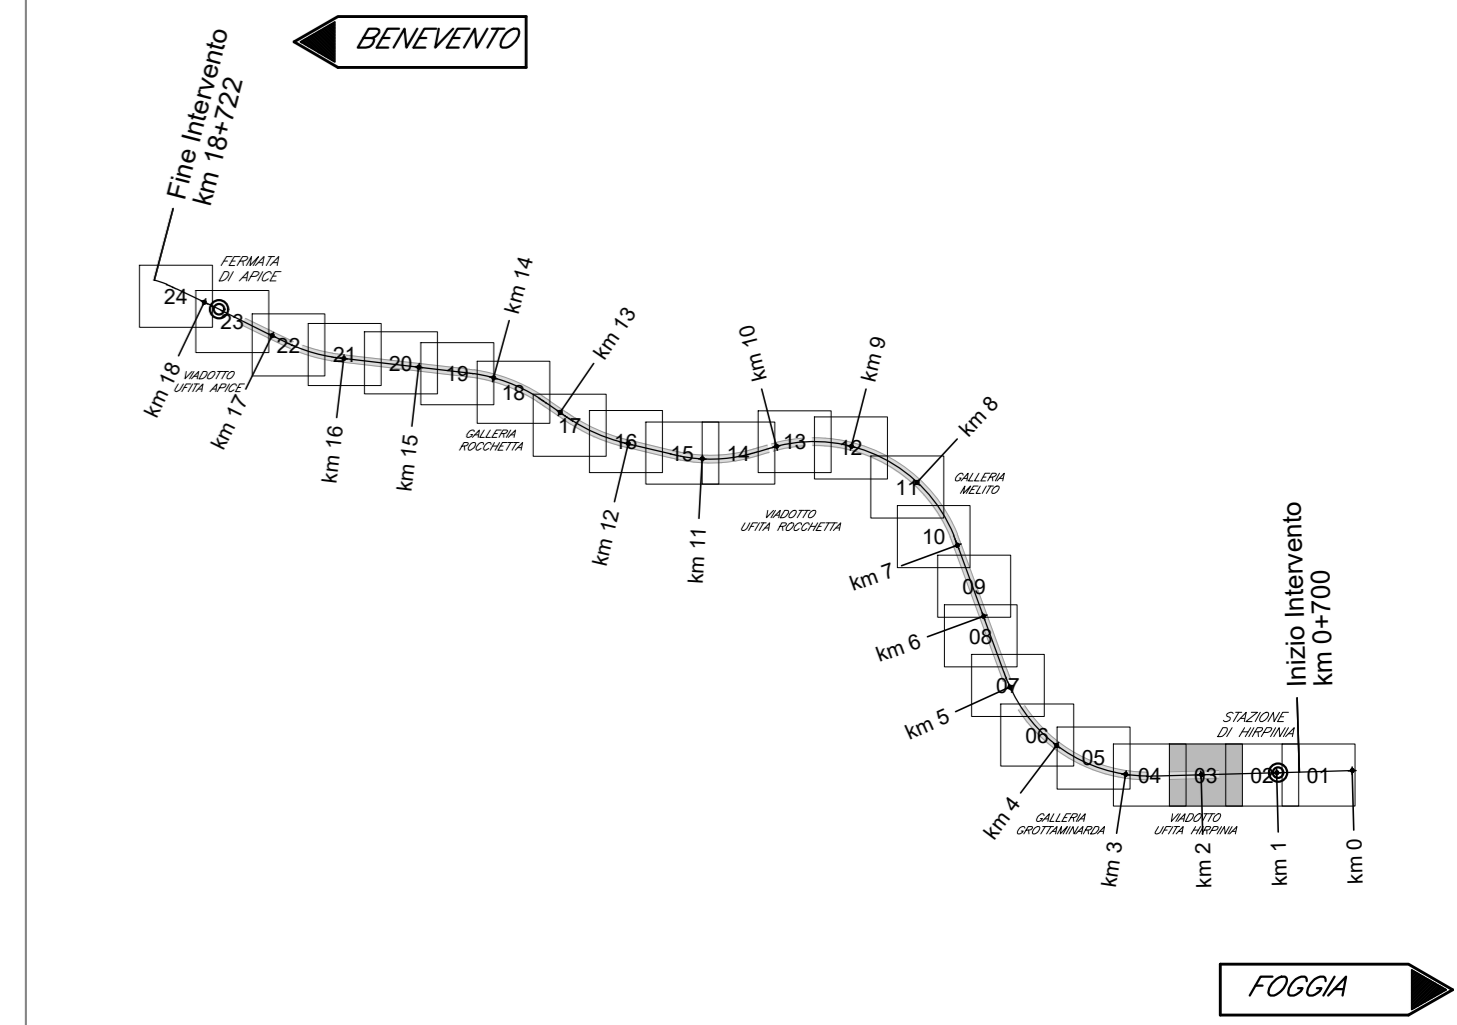 BENEVENTO
Fine Intervento
km 18+722
FERMATA
DI APICE
24
23
22
21
20
19
18
17
16
15
14
13
12
11
10
09
08
07
06
05
04
03
02
01
km 18
VIADOTTO
UFITA APICE
km 17
km 16
km 15
km 14
GALLERIA
ROCCHETTA
km 13
km 12
km 11
km 10
VIADOTTO
UFITA ROCCHETTA
km 9
km 8
GALLERIA
MELITO
km 7
km 6
km 5
km 4
GALLERIA
GROTTAMINARDA
km 3
VIADOTTO
UFITA HIRPINIA
km 2
STAZIONE
DI HIRPINIA
km 1
Inizio Intervento
km 0+700
km 0
FOGGIA